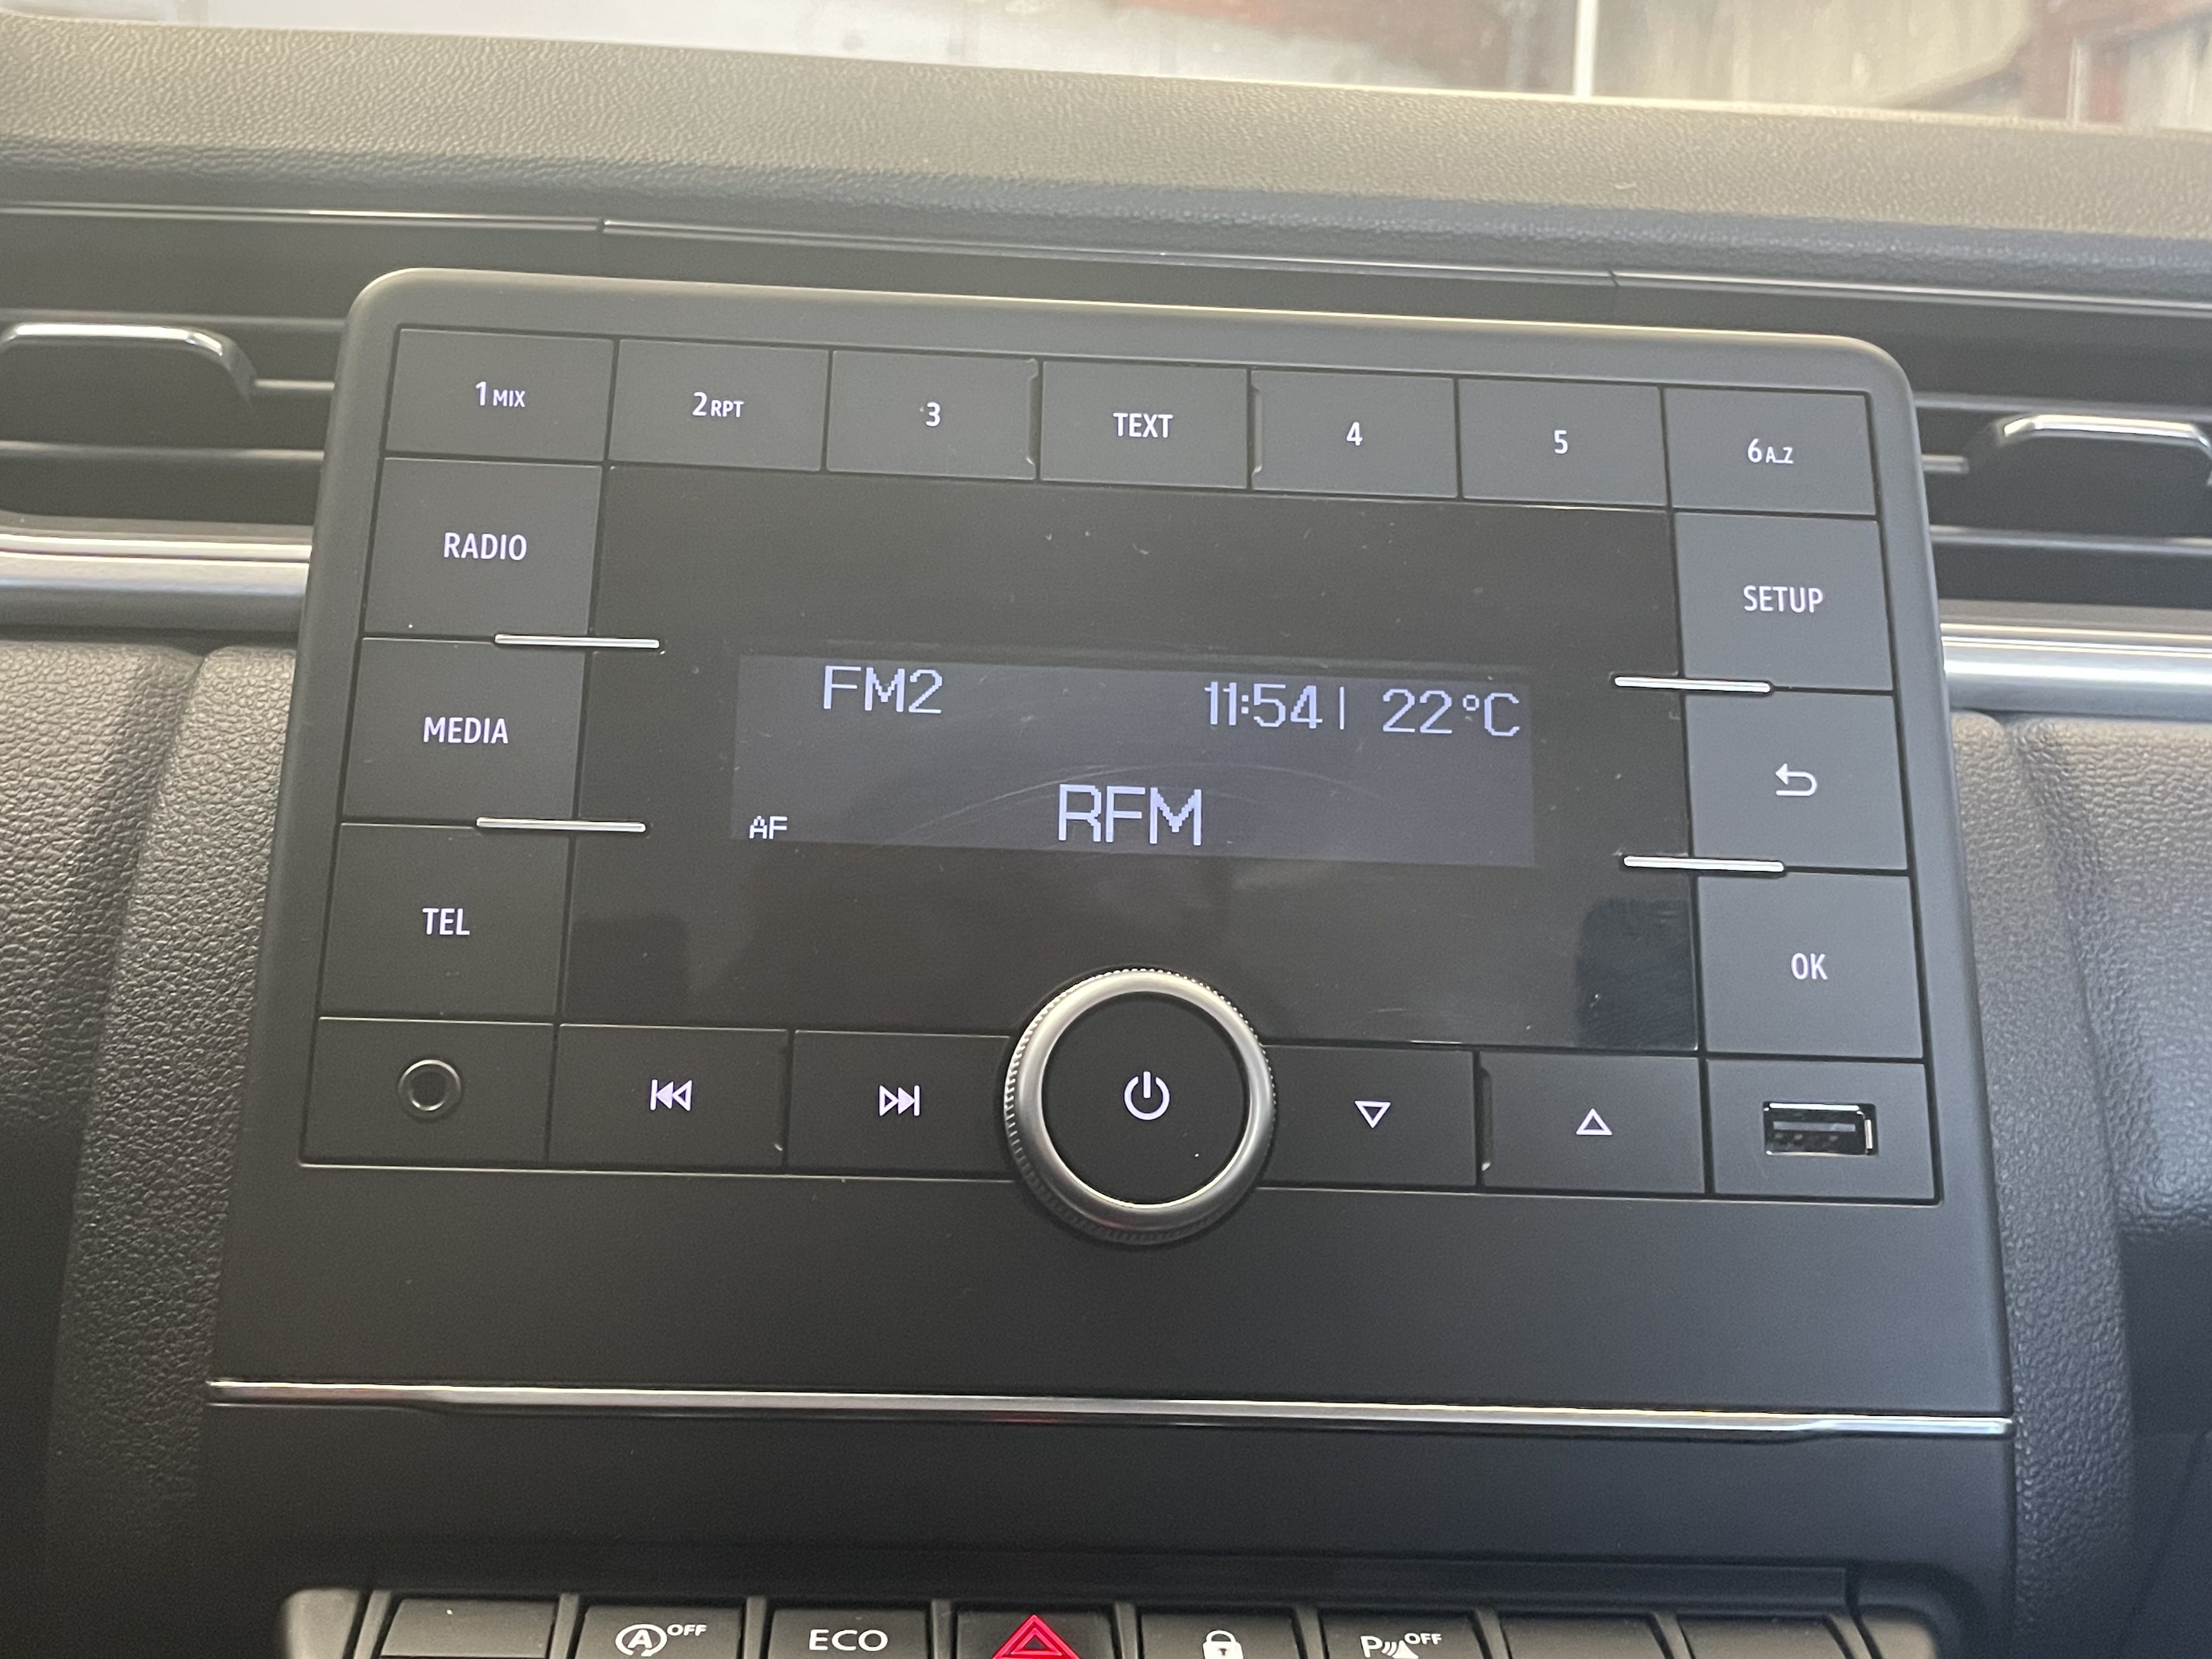 1 MIX 2 RPT 3 TEXT 4 5 6 A_Z
RADIO
SETUP
FM2 11:54 | 22°C
MEDIA
AF RFM
TEL
OK
A OFF ECO P OFF